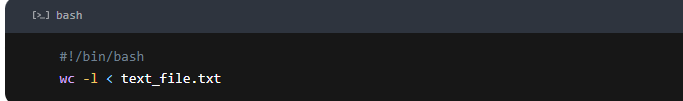 [>_] bash
#!/bin/bash
wc -l < text_file.txt